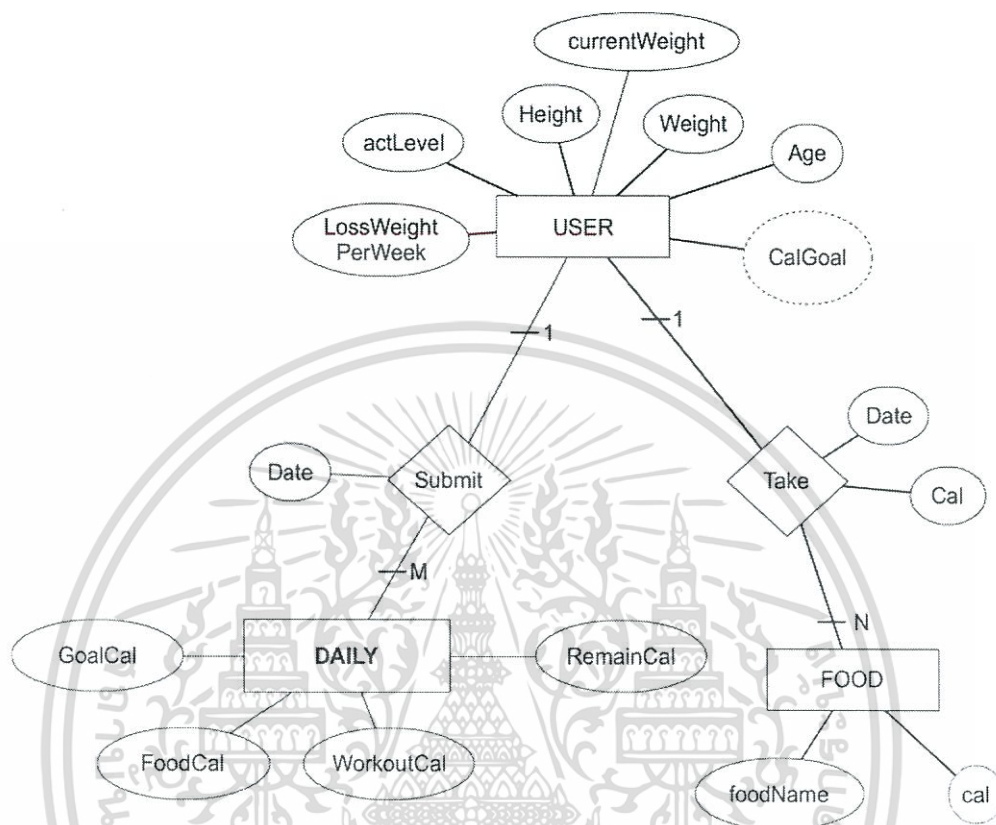 currentWeight
Height
Weight
actLevel
Age
LossWeight
PerWeek
USER
CalGoal
1
1
Date
Date
Submit
Take
Cal
M
N
GoalCal
DAILY
RemainCal
FOOD
FoodCal
WorkoutCal
foodName
cal